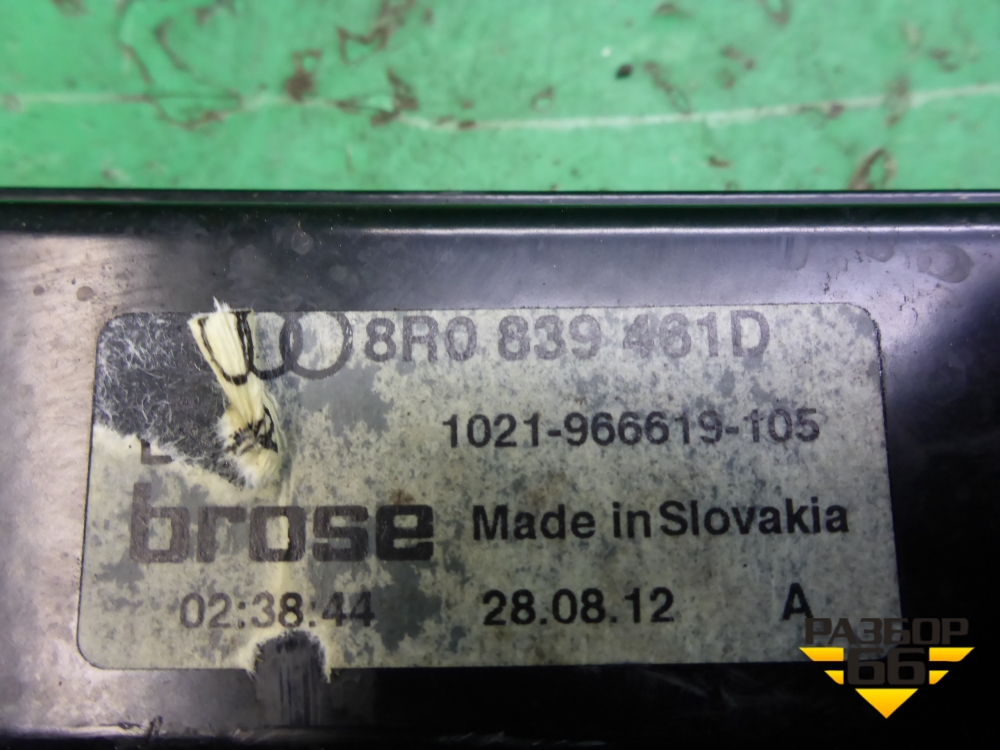 8R0 839 461D
1021-966619-105
brose Made in Slovakia
02:38:44 28.08.12 A
РАЗБОР
66